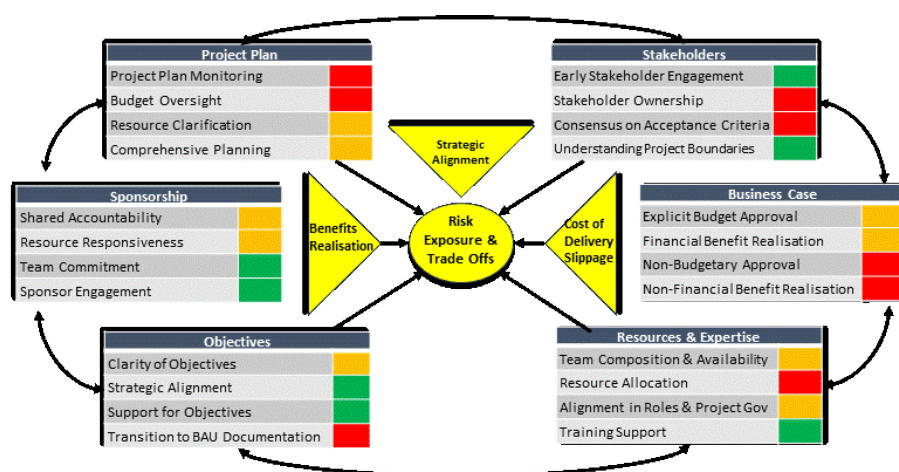 Project Plan
Project Plan Monitoring
Budget Oversight
Resource Clarification
Comprehensive Planning
Stakeholders
Early Stakeholder Engagement
Stakeholder Ownership
Consensus on Acceptance Criteria
Understanding Project Boundaries
Strategic
Alignment
Sponsorship
Shared Accountability
Resource Responsiveness
Team Commitment
Sponsor Engagement
Benefits
Realisation
Risk
Exposure &
Trade Offs
Cost of
Delivery
Slippage
Business Case
Explicit Budget Approval
Financial Benefit Realisation
Non-Budgetary Approval
Non-Financial Benefit Realisation
Objectives
Clarity of Objectives
Strategic Alignment
Support for Objectives
Transition to BAU Documentation
Resources & Expertise
Team Composition & Availability
Resource Allocation
Alignment in Roles & Project Gov
Training Support